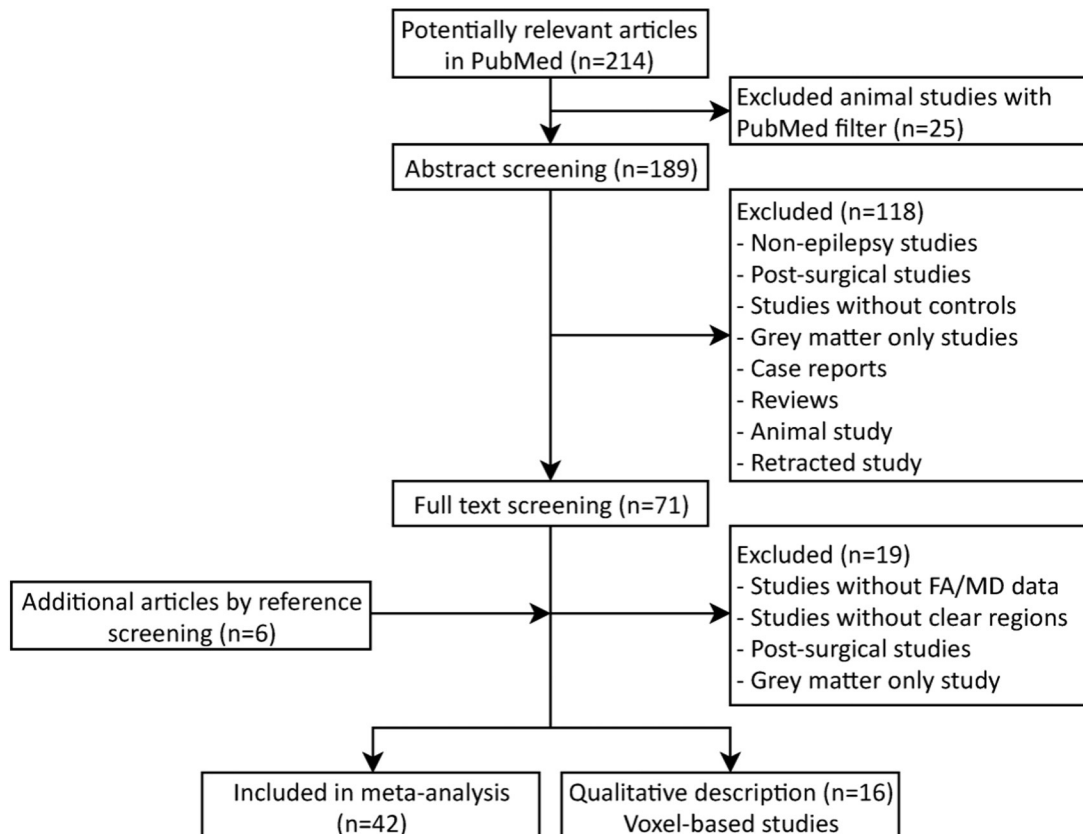 Potentially relevant articles
in PubMed (n=214)
Excluded animal studies with
PubMed filter (n=25)
Abstract screening (n=189)
Excluded (n=118)
- Non-epilepsy studies
- Post-surgical studies
- Studies without controls
- Grey matter only studies
- Case reports
- Reviews
- Animal study
- Retracted study
Full text screening (n=71)
Additional articles by reference
screening (n=6)
Excluded (n=19)
- Studies without FA/MD data
- Studies without clear regions
- Post-surgical studies
- Grey matter only study
Included in meta-analysis
(n=42)
Qualitative description (n=16)
Voxel-based studies